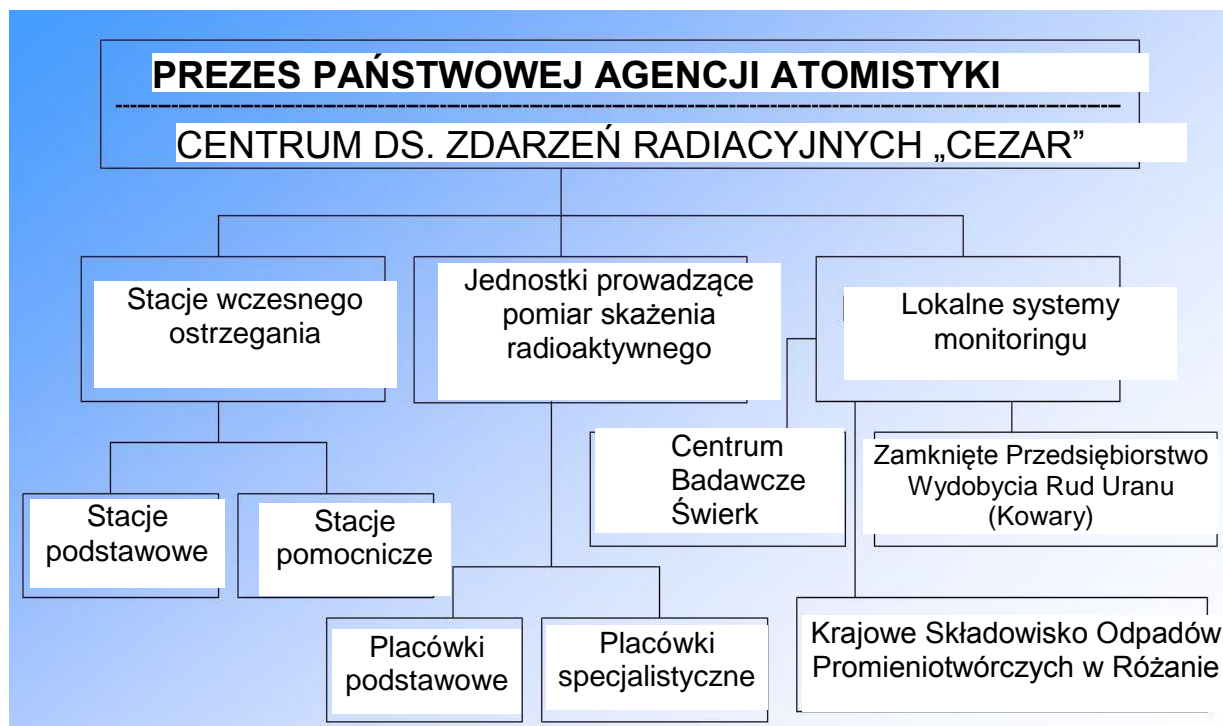 PREZES PAŃSTWOWEJ AGENCJI ATOMISTYKI
CENTRUM DS. ZDARZEŃ RADIACYJNYCH „CEZAR”
Stacje wczesnego
ostrzegania
Jednostki prowadzące
pomiar skażenia
radioaktywnego
Lokalne systemy
monitoringu
Stacje
podstawowe
Stacje
pomocnicze
Centrum
Badawcze
Świerk
Zamknięte Przedsiębiorstwo
Wydobycia Rud Uranu
(Kowary)
Placówki
podstawowe
Placówki
specjalistyczne
Krajowe Składowisko Odpadów
Promieniotwórczych w Różanie